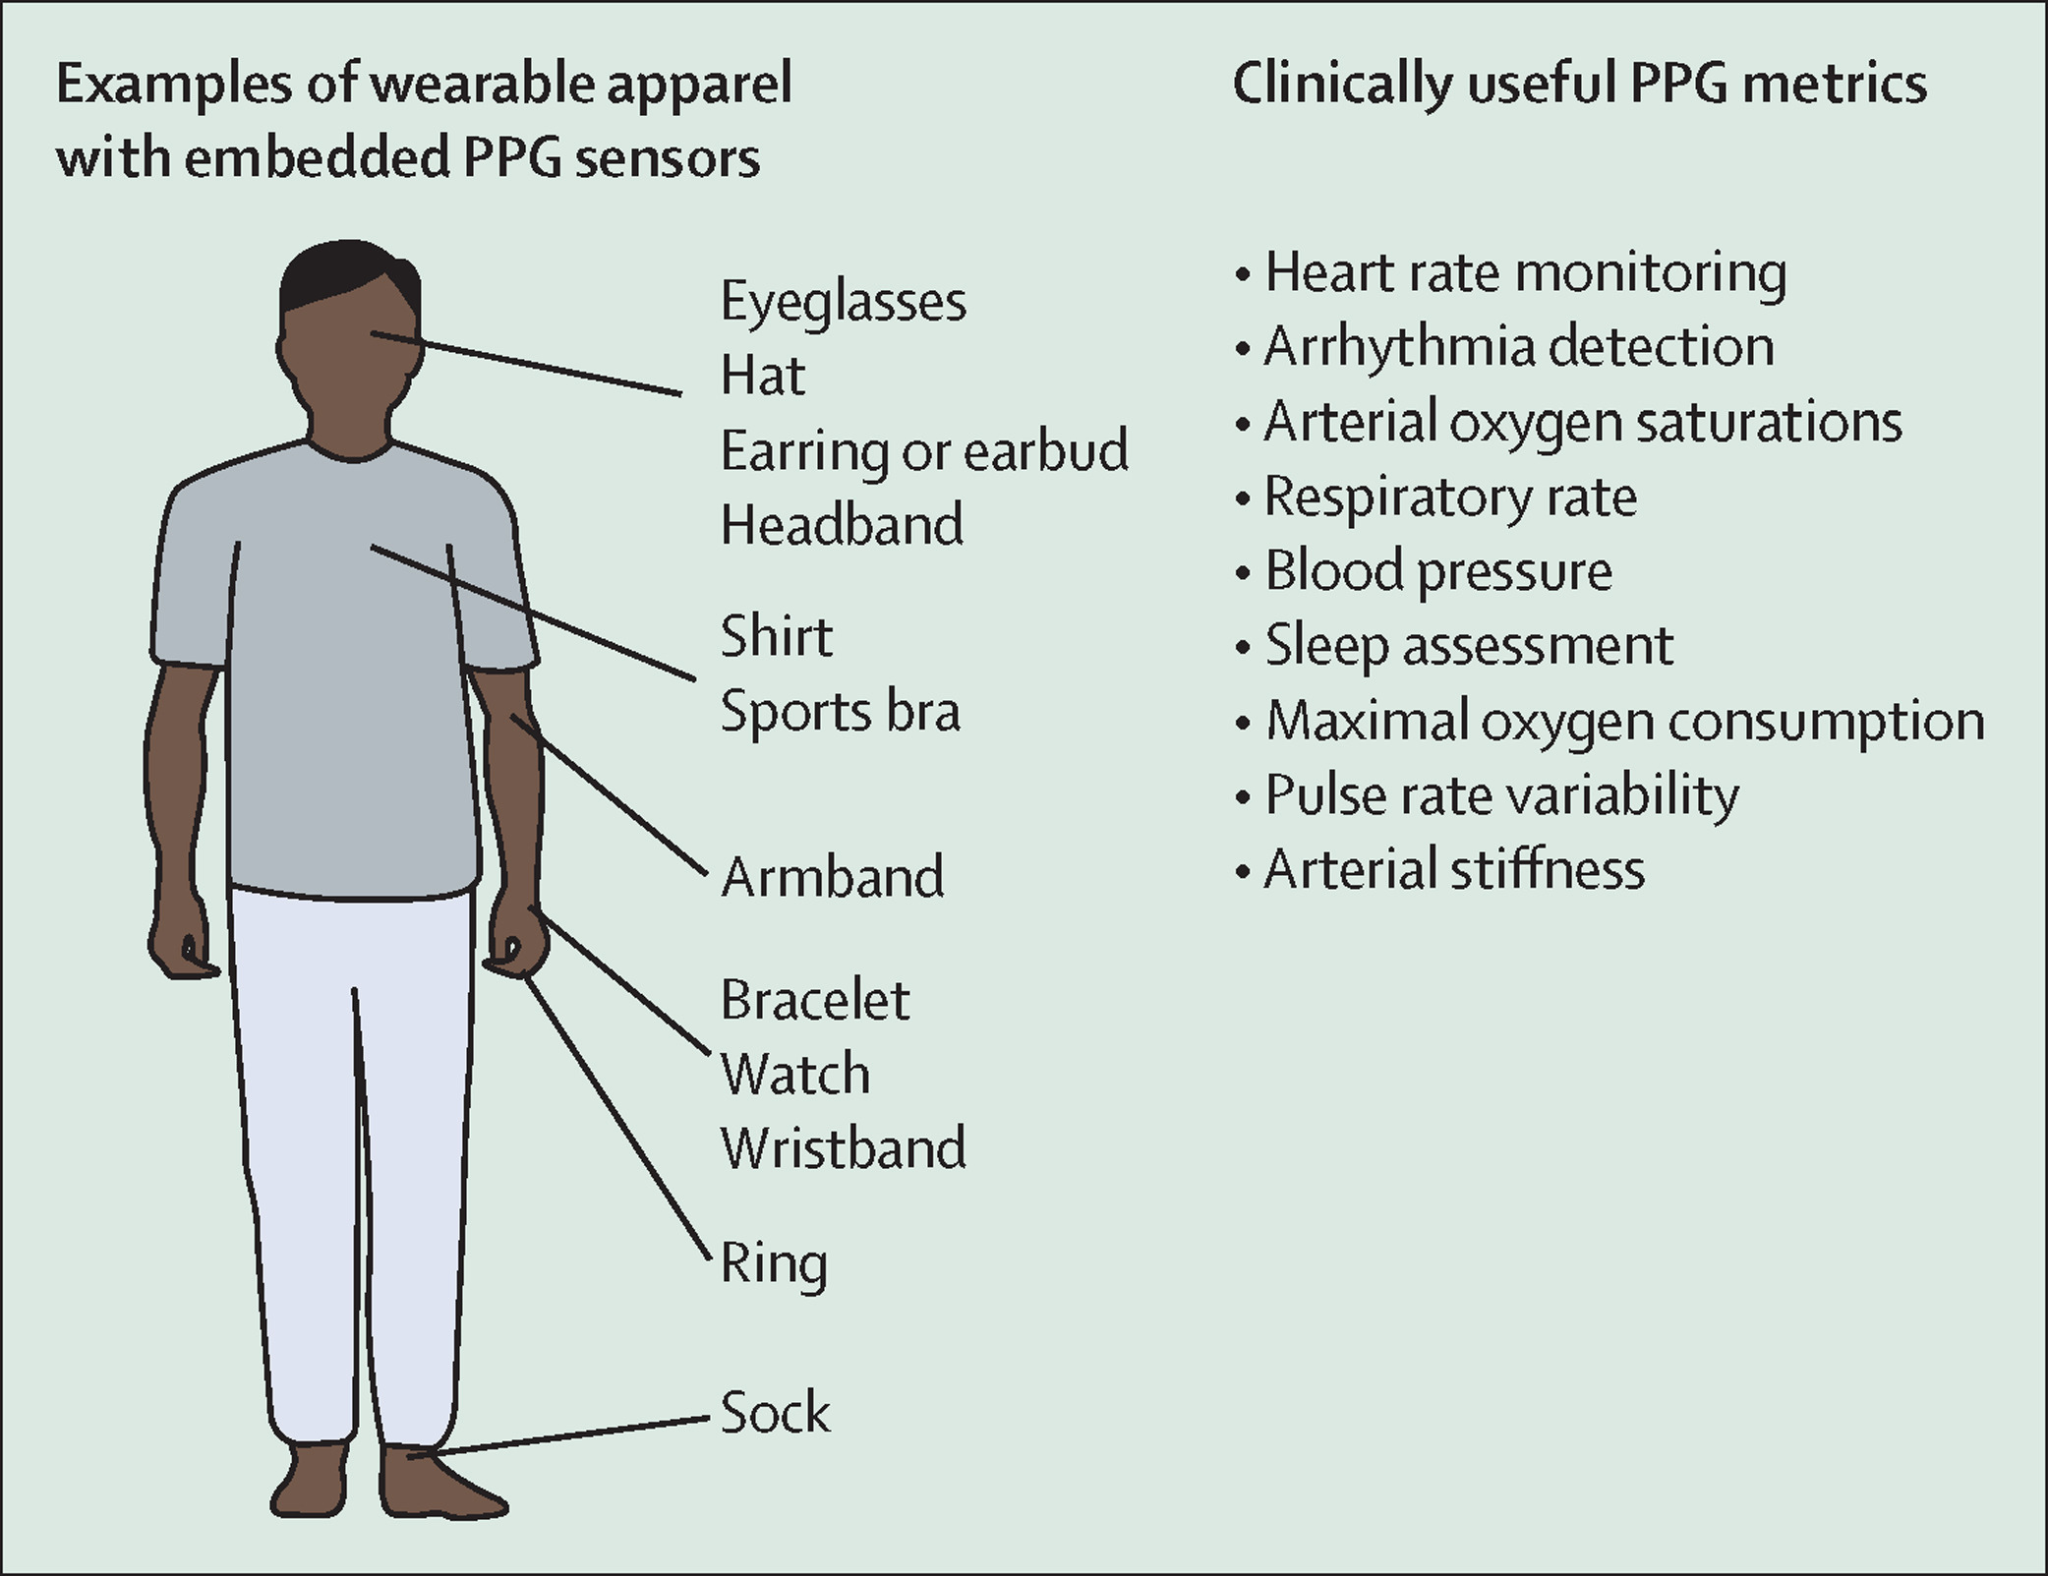 Examples of wearable apparel
with embedded PPG sensors
Eyeglasses
Hat
Earring or earbud
Headband
Shirt
Sports bra
Armband
Bracelet
Watch
Wristband
Ring
Sock
Clinically useful PPG metrics
• Heart rate monitoring
• Arrhythmia detection
• Arterial oxygen saturations
• Respiratory rate
• Blood pressure
• Sleep assessment
• Maximal oxygen consumption
• Pulse rate variability
• Arterial stiffness